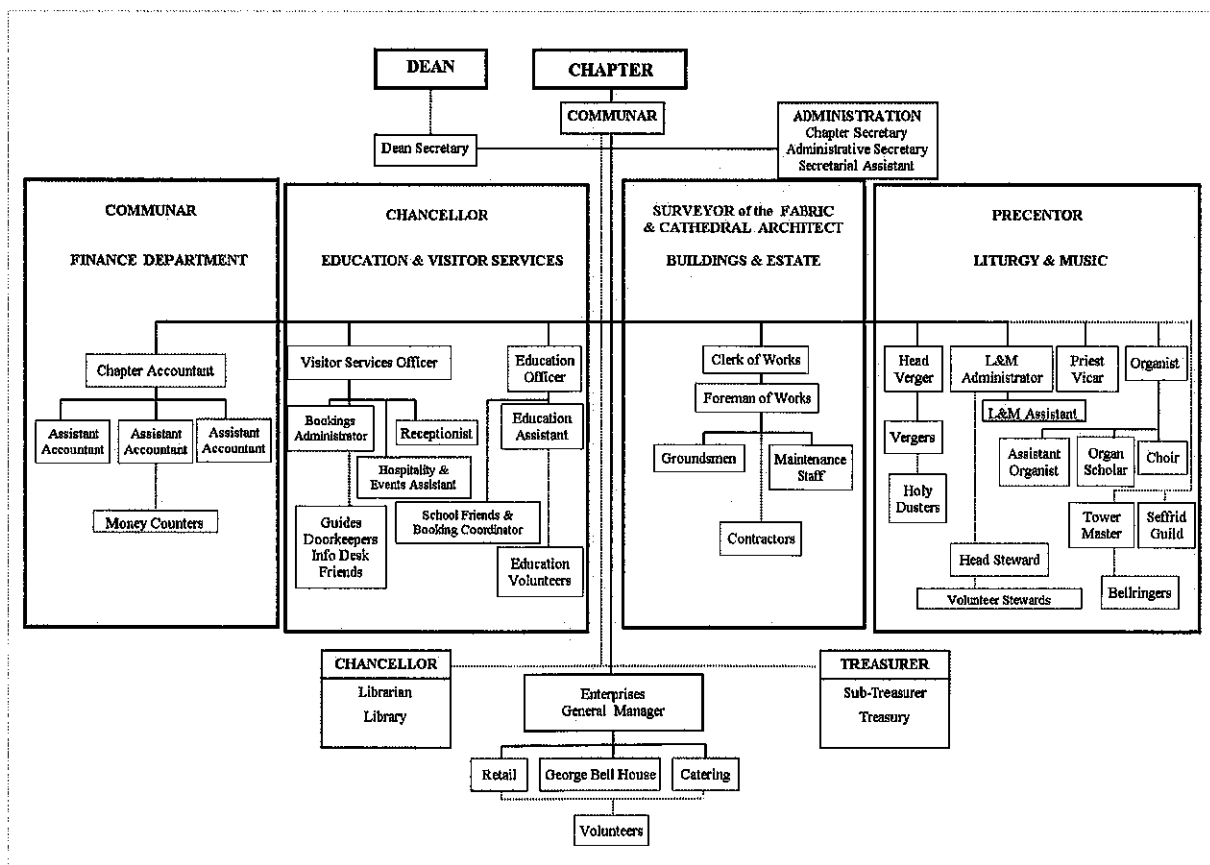 DEAN
CHAPTER
COMMUNAR
Dean Secretary
ADMINISTRATION
Chapter Secretary
Administrative Secretary
Secretarial Assistant
COMMUNAR
FINANCE DEPARTMENT
Chapter Accountant
Assistant
Accountant
Assistant
Accountant
Assistant
Accountant
Money Counters
CHANCELLOR
EDUCATION & VISITOR SERVICES
Visitor Services Officer
Education
Officer
Bookings
Administrator
Receptionist
Education
Assistant
Hospitality &
Events Assistant
School Friends &
Booking Coordinator
Guides
Doorkeepers
Info Desk
Friends
Education
Volunteers
SURVEYOR of the FABRIC
& CATHEDRAL ARCHITECT
BUILDINGS & ESTATE
Clerk of Works
Foreman of Works
Groundsmen
Maintenance
Staff
Contractors
PRECENTOR
LITURGY & MUSIC
Head
Verger
L&M
Administrator
Priest
Vicar
Organist
L&M Assistant
Vergers
Assistant
Organist
Organ
Scholar
Choir
Holy
Dusters
Tower
Master
Seffrid
Guild
Head Steward
Volunteer Stewards
Bellringers
CHANCELLOR
Librarian
Library
Enterprises
General Manager
TREASURER
Sub-Treasurer
Treasury
Retail
George Bell House
Catering
Volunteers